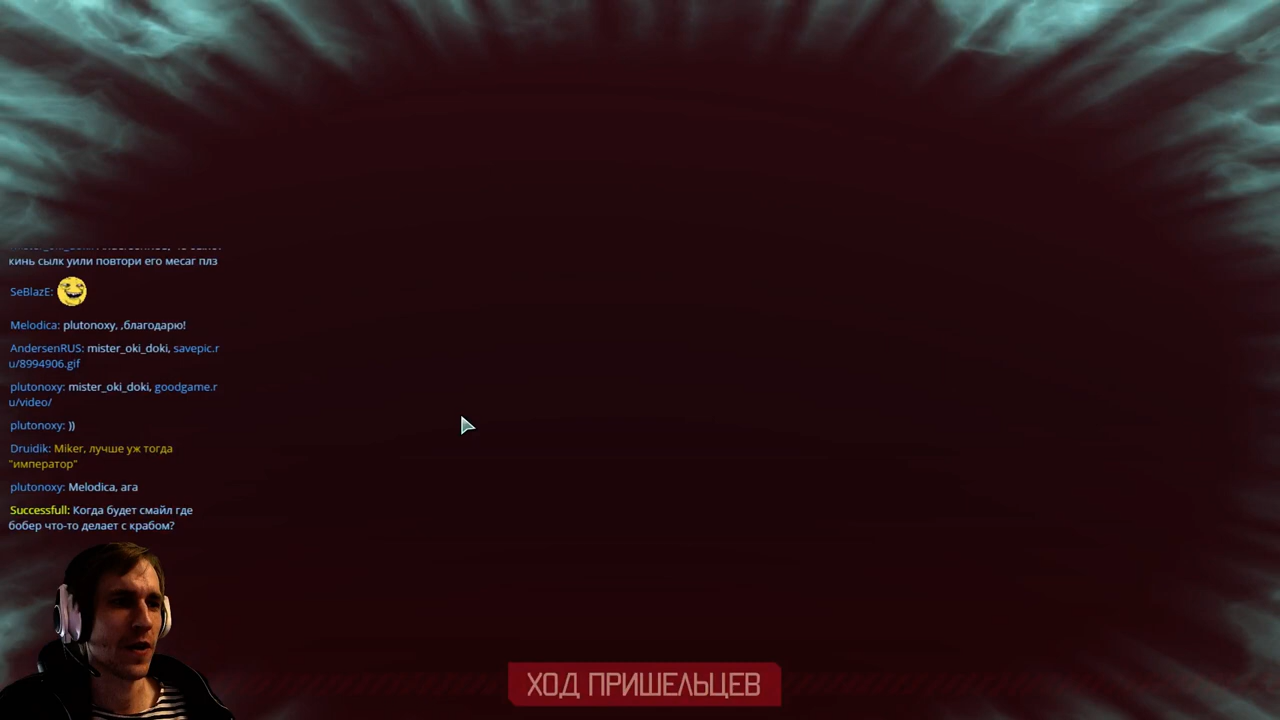 кинь сылк уили повтори его месаг плз
SeBlazE:
Melodica: plutonoxy, ,благодарю!
AndersenRUS: mister_oki_doki, savepic.r
u/8994906.gif
plutonoxy: mister_oki_doki, goodgame.r
u/video/
plutonoxy: ))
Druidik: Miker, лучше уж тогда
"император"
plutonoxy: Melodica, ага
Successfull: Когда будет смайл где
бобер что-то делает с крабом?
ХОД ПРИШЕЛЬЦЕВ